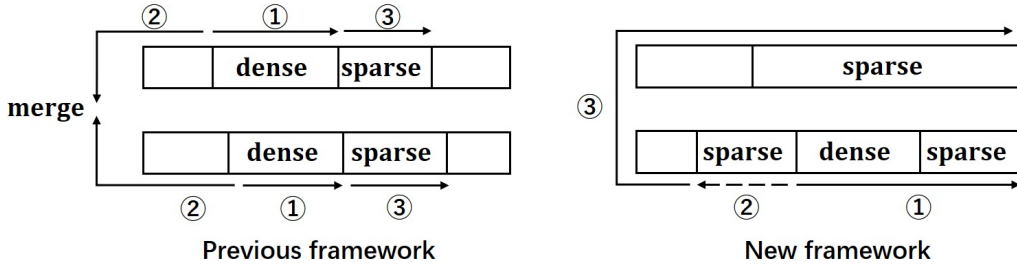 ② ① ③
dense sparse
sparse
merge
③
dense sparse
sparse dense sparse
② ① ③
② ①
Previous framework
New framework